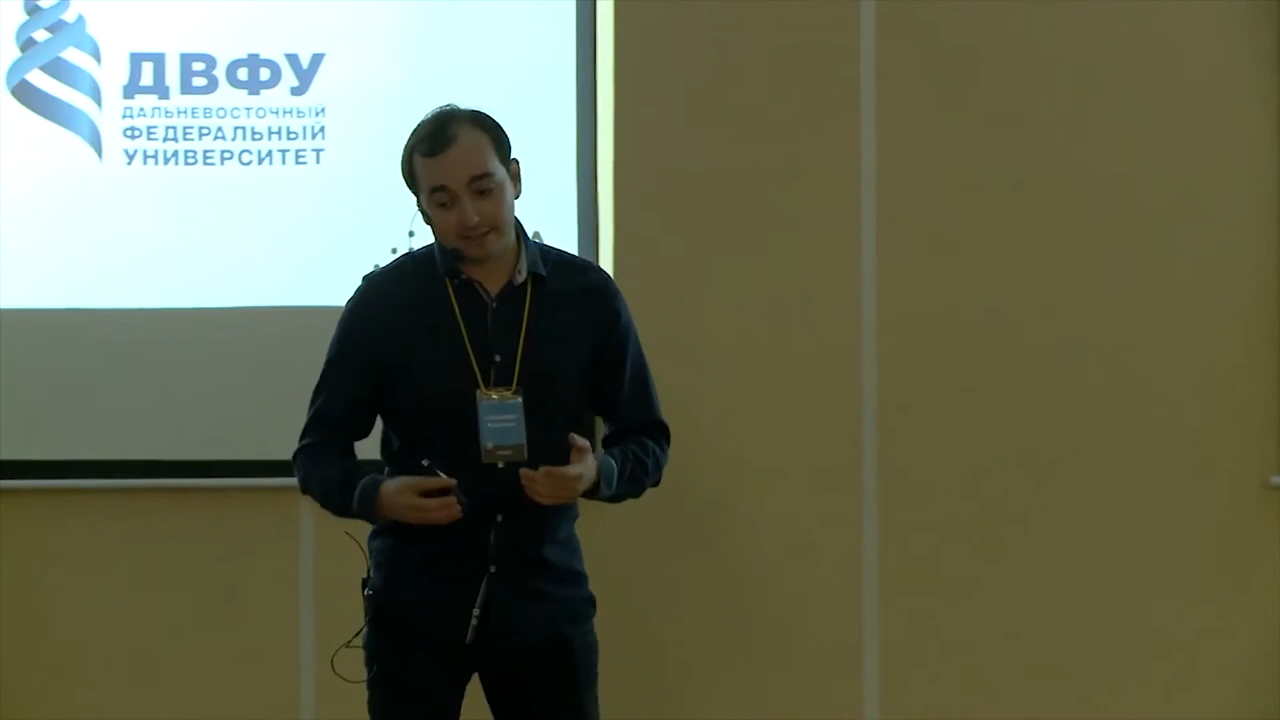 ДВФУ
ДАЛЬНЕВОСТОЧНЫЙ
ФЕДЕРАЛЬНЫЙ
УНИВЕРСИТЕТ